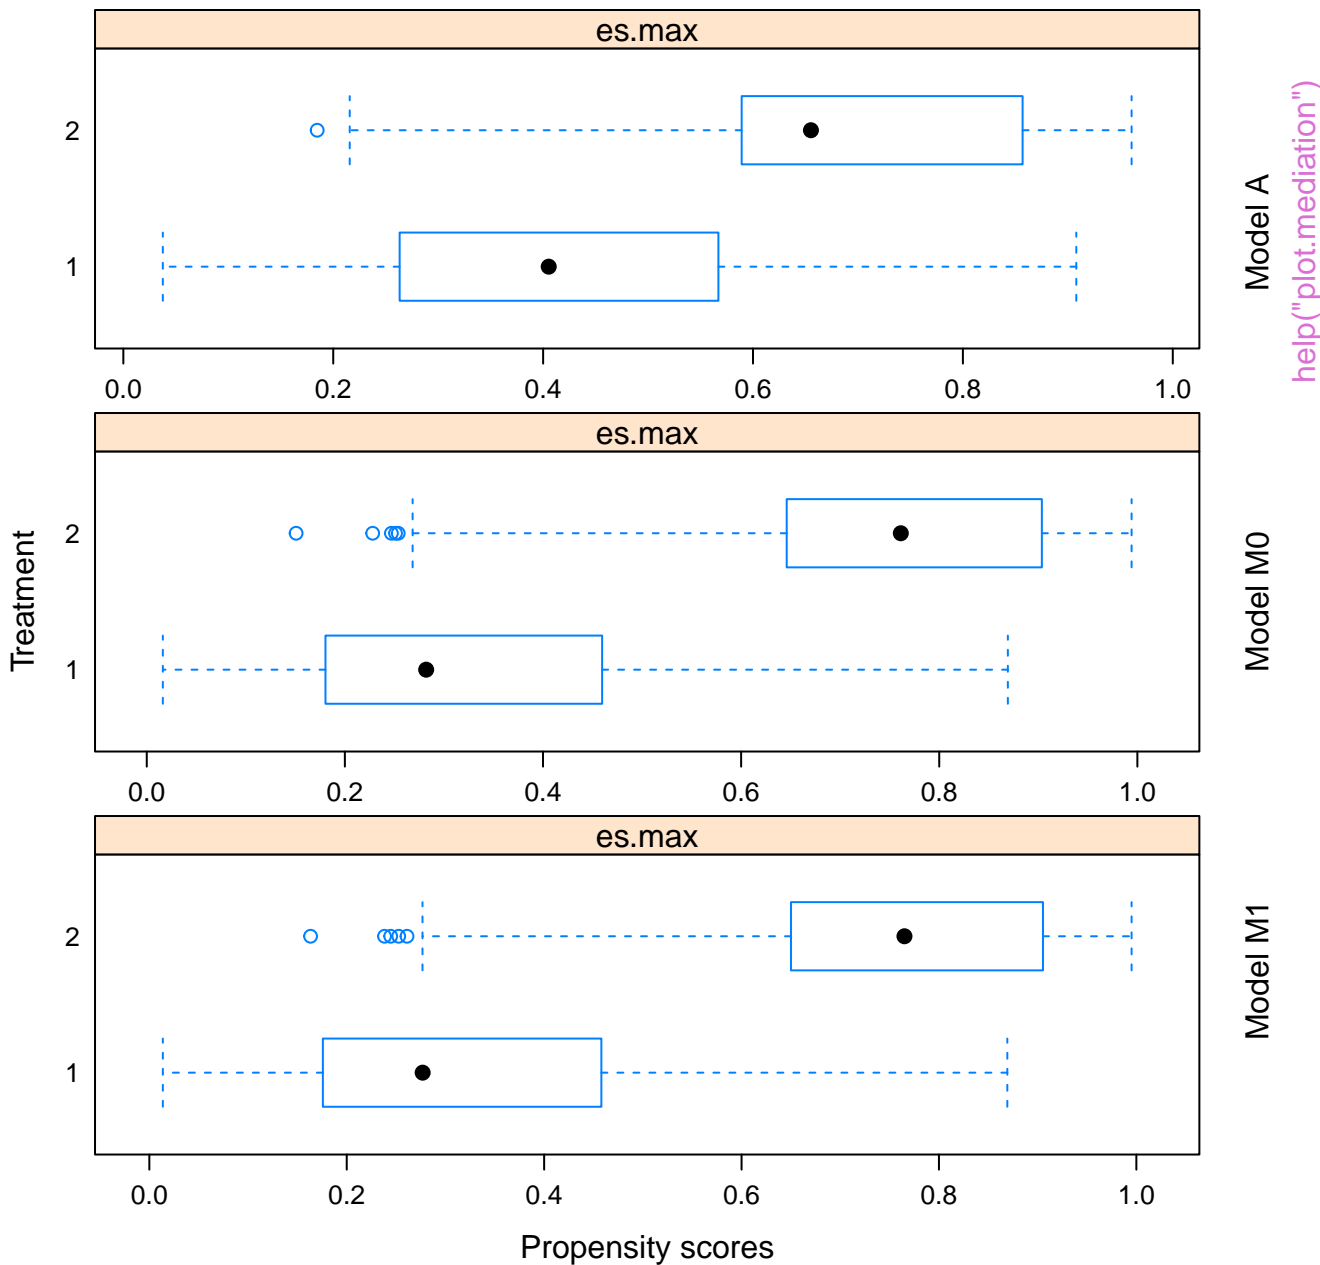 es.max
2
1
0.0 0.2 0.4 0.6 0.8 1.0
Model A
help("plot.mediation")
es.max
2
1
0.0 0.2 0.4 0.6 0.8 1.0
Model M0
Treatment
es.max
2
1
0.0 0.2 0.4 0.6 0.8 1.0
Model M1
Propensity scores